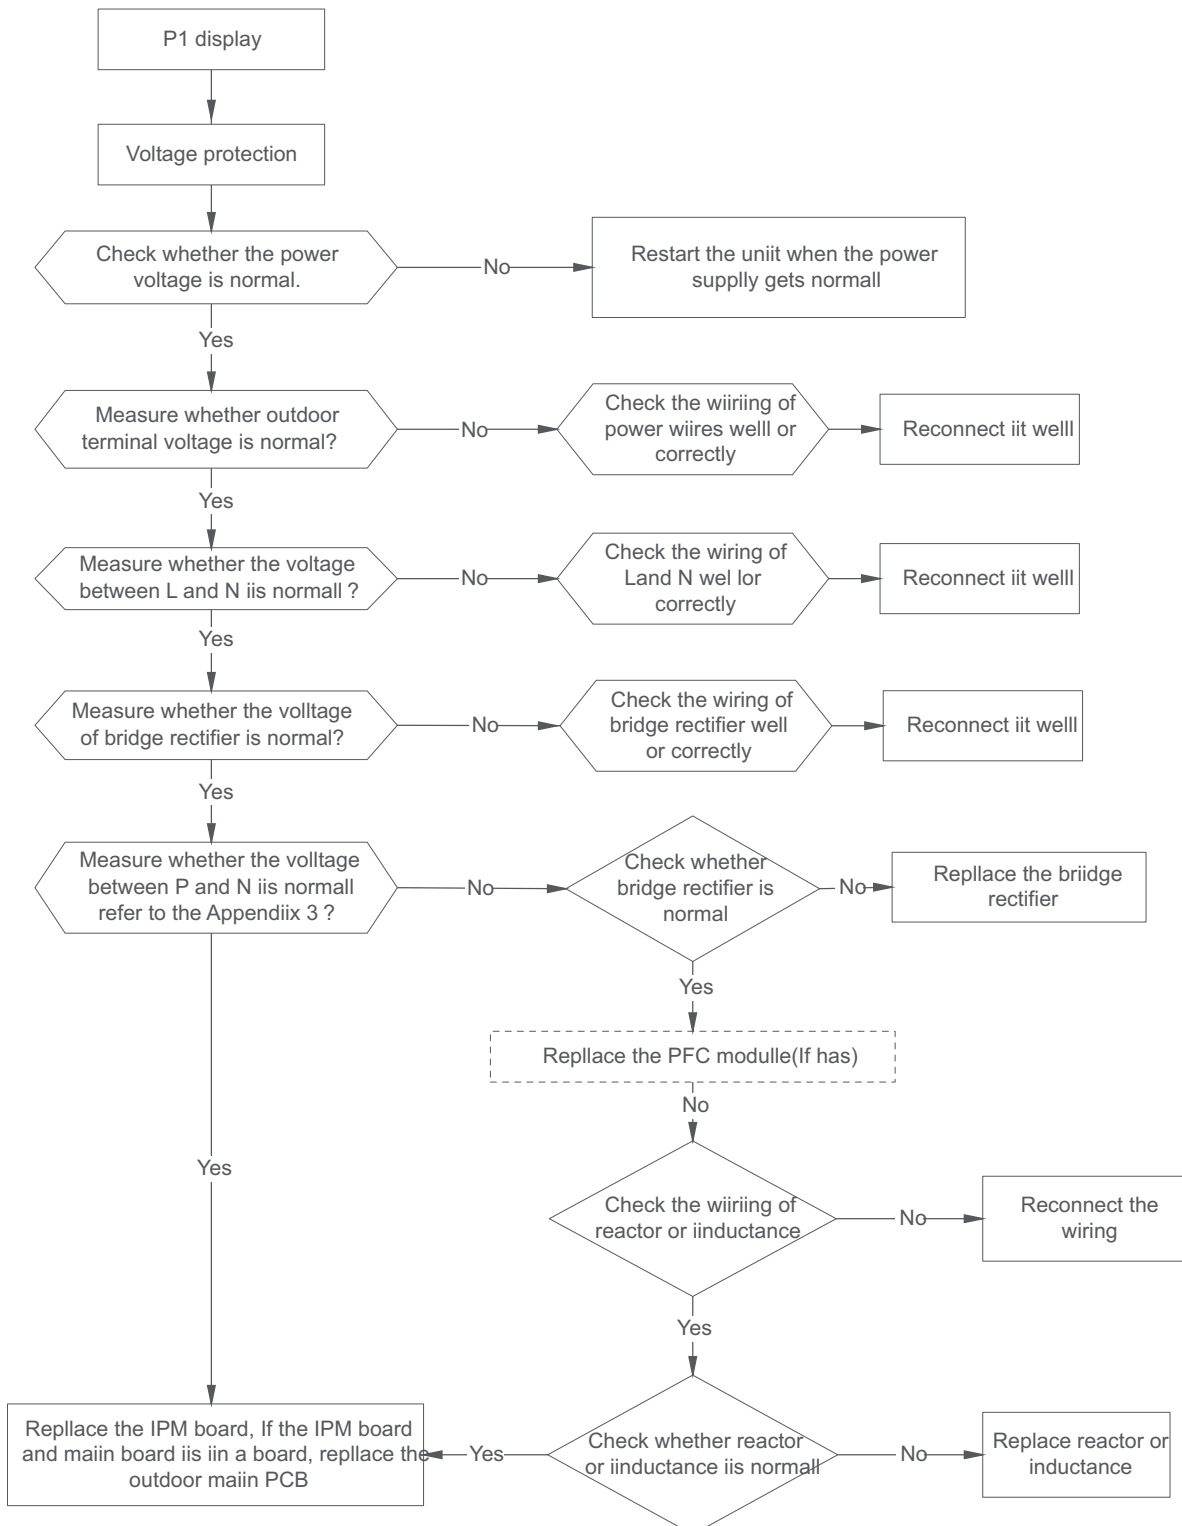 P1 display
Voltage protection
Check whether the power
voltage is normal.
No
Restart the uniit when the power
supplly gets normall
Yes
Measure whether outdoor
terminal voltage is normal?
No
Check the wiriiing of
power wiires welll or
correctly
Reconnect iit welll
Yes
Measure whether the voltage
between L and N iis normall ?
No
Check the wiring of
Land N wel lor
correctly
Reconnect iit welll
Yes
Measure whether the volltage
of bridge rectifier is normal?
No
Check the wiring of
bridge rectifier well
or correctly
Reconnect iit welll
Yes
Measure whether the volltage
between P and N iis normall
refer to the Appendiix 3 ?
No
Check whether
bridge rectifier is
normal
No
Repllace the briidge
rectifier
Yes
Repllace the PFC modulle(If has)
No
Yes
Check the wiiriiing of
reactor or iinductance
No
Reconnect the
wiring
Yes
Repllace the IPM board, If the IPM board
and maiin board iis iin a board, repllace the
outdoor maiin PCB
Yes
Check whether reactor
or iinductance iis normall
No
Replace reactor or
inductance